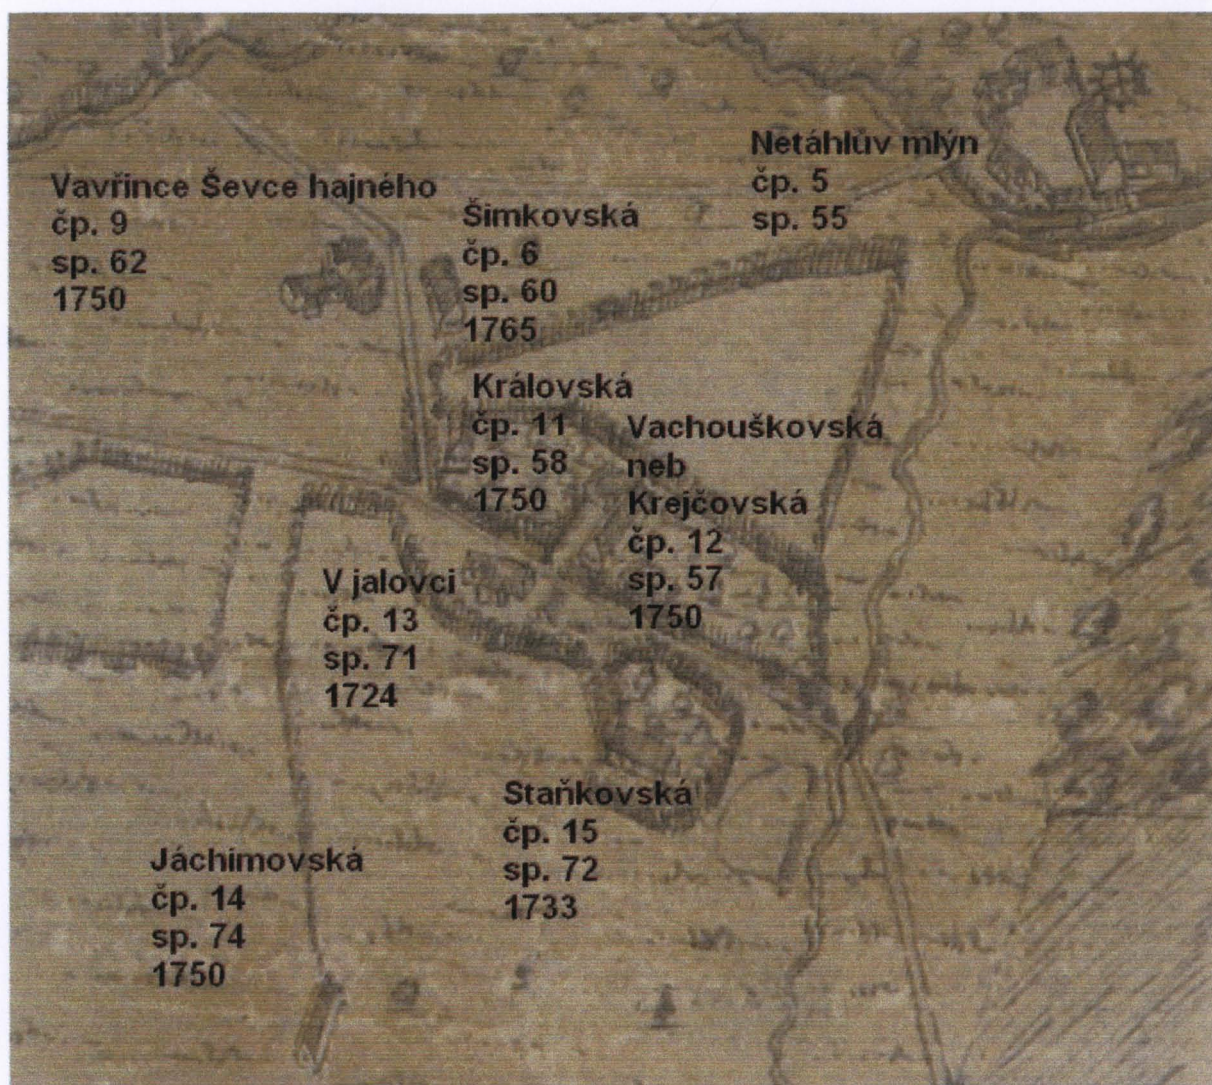 Netáhlův mlýn
čp. 5
sp. 55
Vavřince Ševce hajného
čp. 9
sp. 62
1750
Šimkovská
čp. 6
sp. 60
1765
Královská
čp. 11
sp. 58
1750
Vachouškovská
neb
Krejčovská
čp. 12
sp. 57
1750
V jalovci
čp. 13
sp. 71
1724
Staňkovská
čp. 15
sp. 72
1733
Jáchimovská
čp. 14
sp. 74
1750